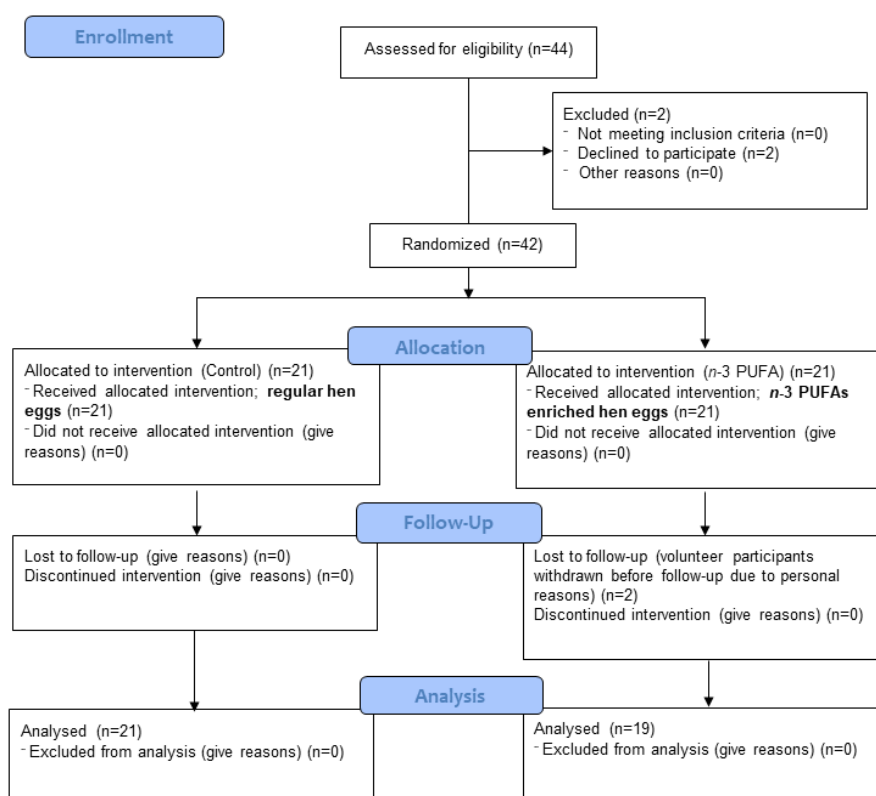 Enrollment
Assessed for eligibility (n=44)
Excluded (n=2)
- Not meeting inclusion criteria (n=0)
- Declined to participate (n=2)
- Other reasons (n=0)
Randomized (n=42)
Allocation
Allocated to intervention (Control) (n=21)
- Received allocated intervention; regular hen
eggs (n=21)
- Did not receive allocated intervention (give
reasons) (n=0)
Allocated to intervention (n-3 PUFA) (n=21)
- Received allocated intervention; n-3 PUFAs
enriched hen eggs (n=21)
- Did not receive allocated intervention (give
reasons) (n=0)
Follow-Up
Lost to follow-up (give reasons) (n=0)
Discontinued intervention (give reasons) (n=0)
Lost to follow-up (volunteer participants
withdrawn before follow-up due to personal
reasons) (n=2)
Discontinued intervention (give reasons) (n=0)
Analysis
Analysed (n=21)
- Excluded from analysis (give reasons) (n=0)
Analysed (n=19)
- Excluded from analysis (give reasons) (n=0)